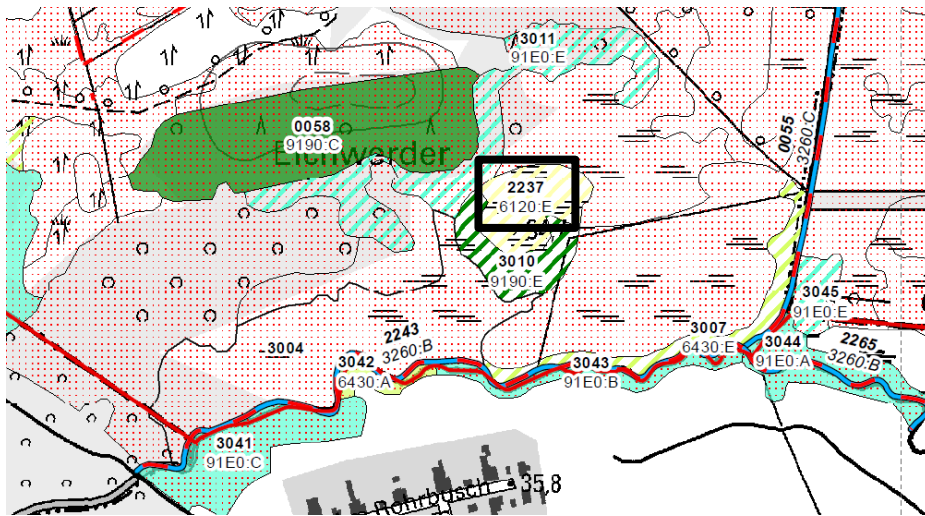 3011
91E0:E
0058
9190:C
Eichwerder
0055
3260:C
2237
6120:E
3010
9190:E
3045
91E0:E
3007
6430:E
3044
91E0:A
2265
3260:B
2243
3260:B
3004
3042
6430:A
3043
91E0:B
3041
91E0:C
Rohrbusch
35,8